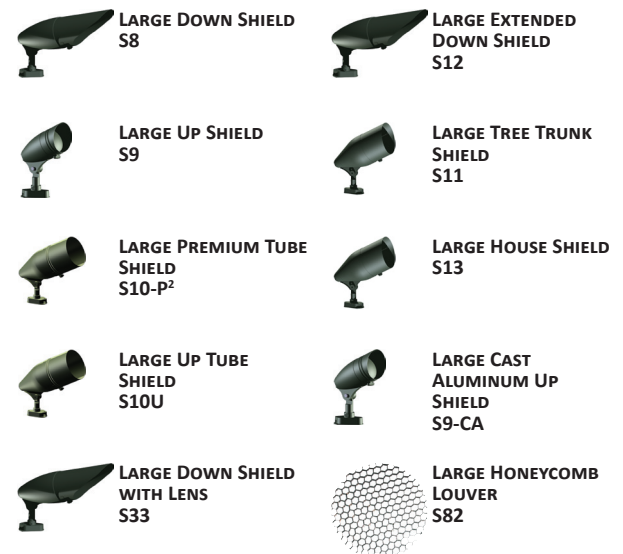 Large Down Shield
S8
Large Extended
Down Shield
S12
Large Up Shield
S9
Large Tree Trunk
Shield
S11
Large Premium Tube
Shield
S10-P²
Large House Shield
S13
Large Up Tube
Shield
S10U
Large Cast
Aluminum Up
Shield
S9-CA
Large Down Shield
with Lens
S33
Large Honeycomb
Louver
S82